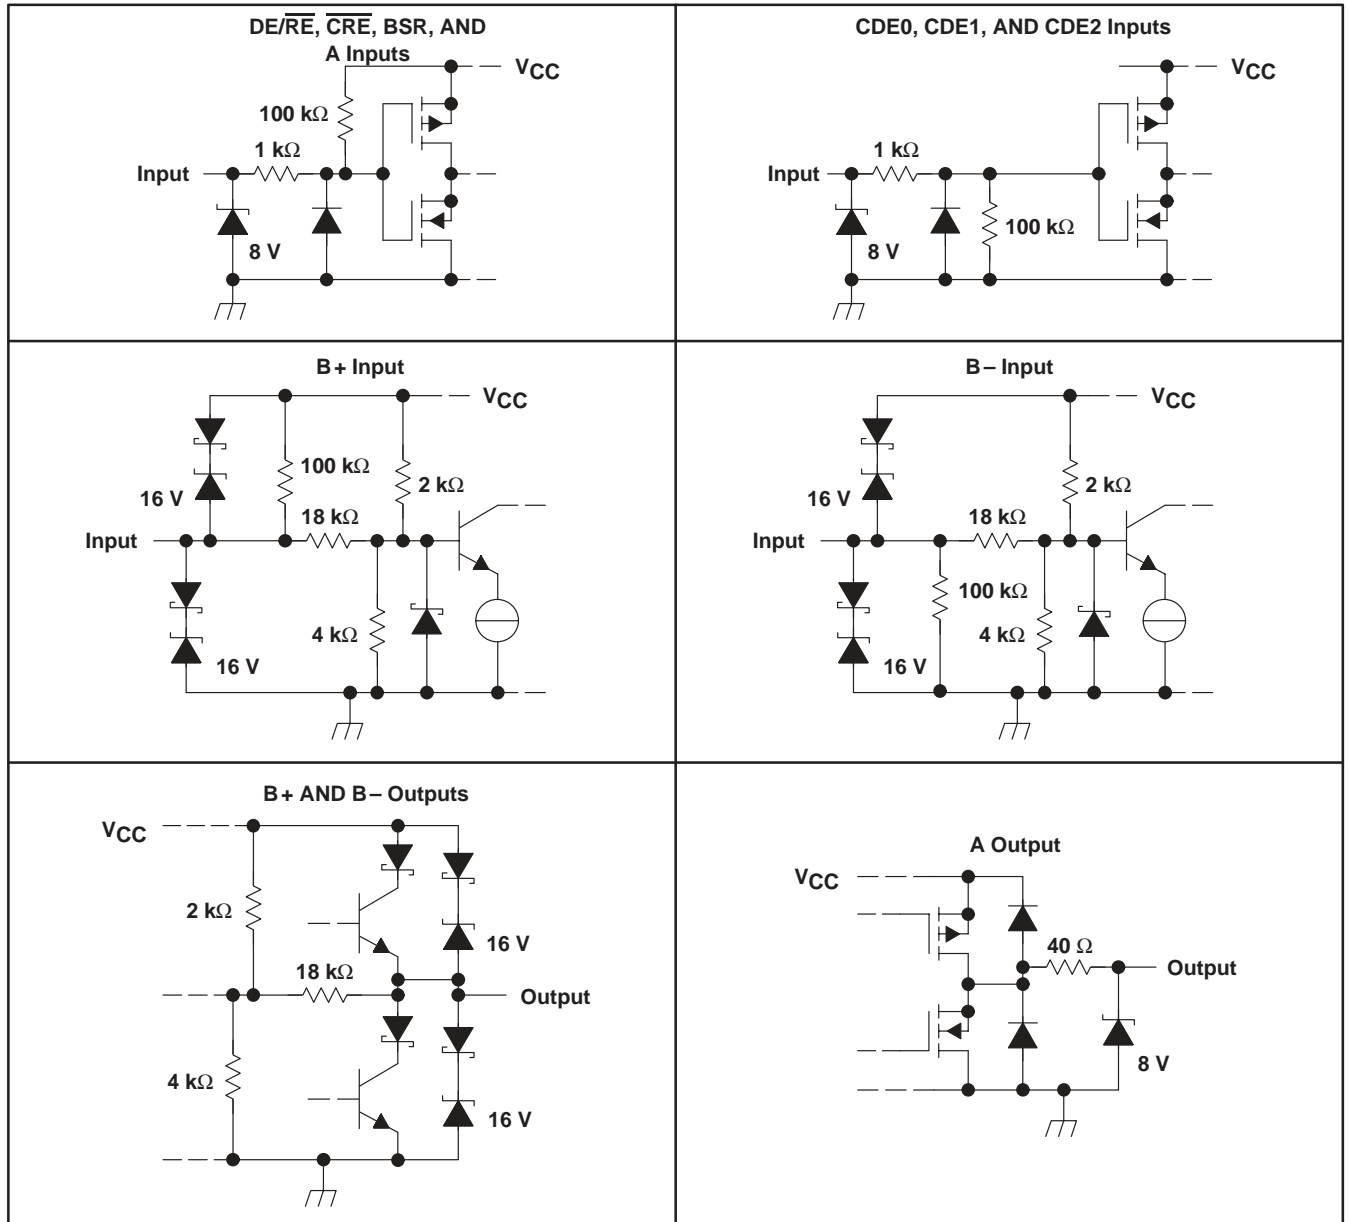 DE/R̅E̅, C̅R̅E̅, BSR, AND
A Inputs
VCC
100 kΩ
1 kΩ
Input
8 V
CDE0, CDE1, AND CDE2 Inputs
VCC
1 kΩ
Input
100 kΩ
8 V
B+ Input
VCC
100 kΩ
2 kΩ
16 V
18 kΩ
Input
4 kΩ
16 V
B– Input
VCC
2 kΩ
16 V
18 kΩ
Input
100 kΩ
4 kΩ
16 V
B+ AND B– Outputs
VCC
2 kΩ
16 V
18 kΩ
Output
4 kΩ
16 V
A Output
VCC
40 Ω
Output
8 V